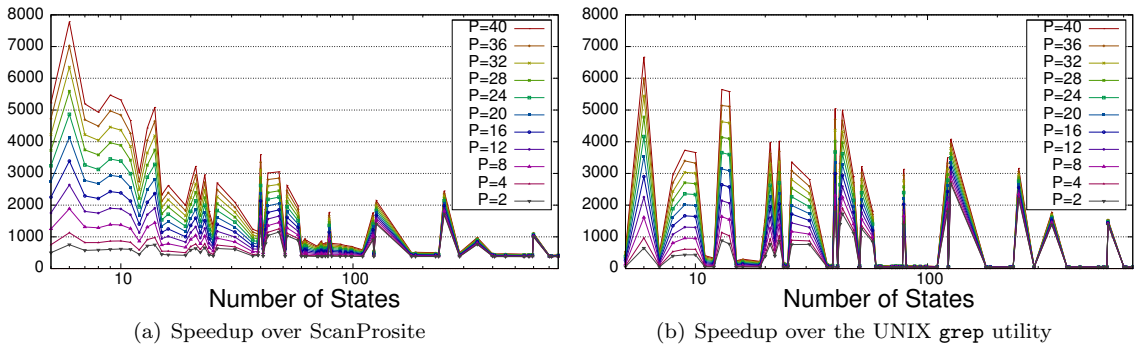 8000
7000
6000
5000
4000
3000
2000
1000
0
10
100
Number of States
P=40
P=36
P=32
P=28
P=24
P=20
P=16
P=12
P=8
P=4
P=2
(a) Speedup over ScanProsite
8000
7000
6000
5000
4000
3000
2000
1000
0
10
100
Number of States
P=40
P=36
P=32
P=28
P=24
P=20
P=16
P=12
P=8
P=4
P=2
(b) Speedup over the UNIX grep utility